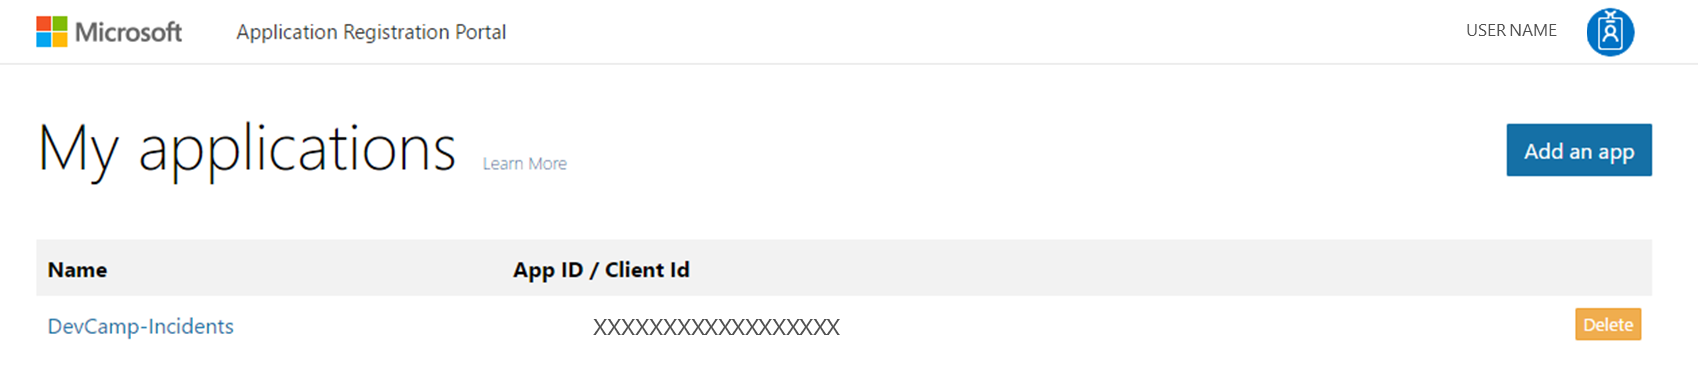 Microsoft Application Registration Portal USER NAME
My applications Learn More Add an app
Name App ID / Client Id
DevCamp-Incidents XXXXXXXXXXXXXXXXXX Delete